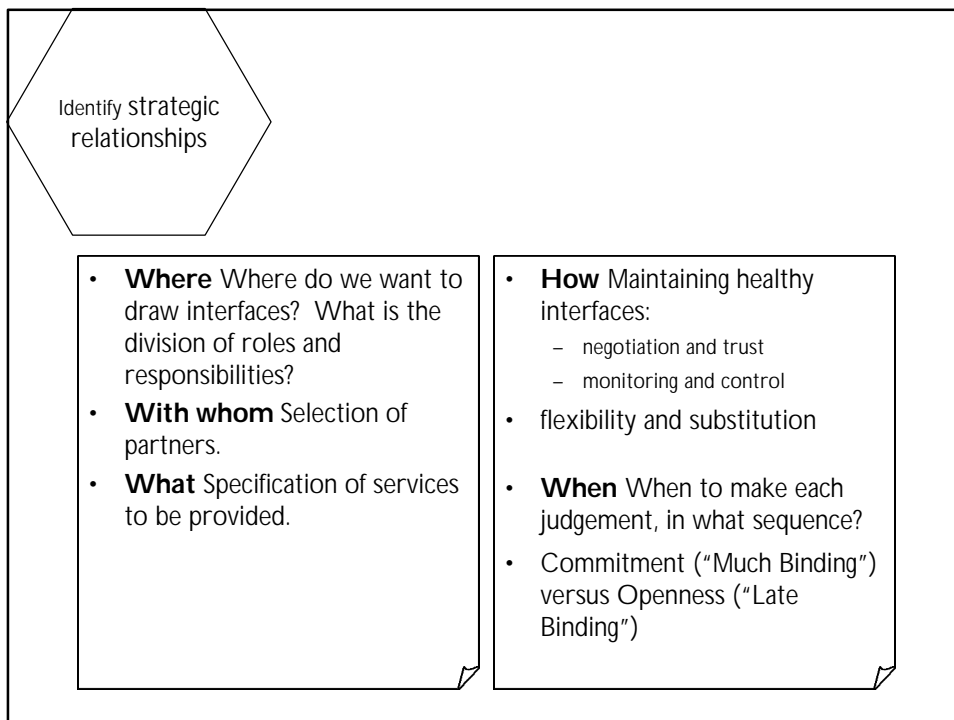 Identify strategic
relationships
• Where Where do we want to
draw interfaces? What is the
division of roles and
responsibilities?
• With whom Selection of
partners.
• What Specification of services
to be provided.
• How Maintaining healthy
interfaces:
– negotiation and trust
– monitoring and control
• flexibility and substitution
• When When to make each
judgement, in what sequence?
• Commitment ("Much Binding")
versus Openness ("Late
Binding")